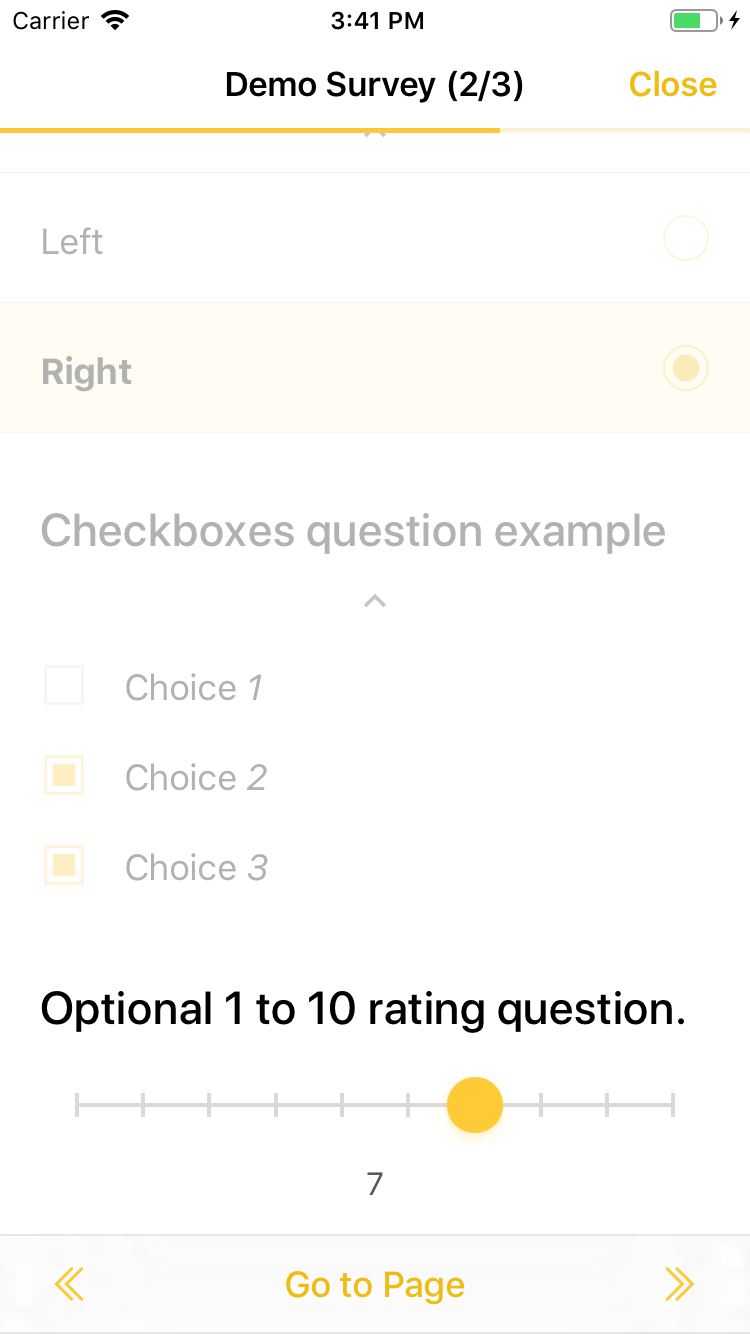 Carrier 3:41 PM
Demo Survey (2/3) Close
Left
Right
Checkboxes question example
Choice 1
Choice 2
Choice 3
Optional 1 to 10 rating question.
7
Go to Page